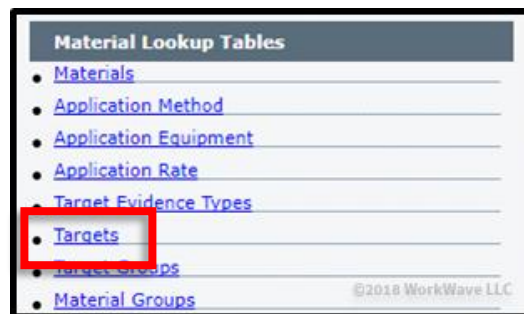 Material Lookup Tables
Materials
Application Method
Application Equipment
Application Rate
Target Evidence Types
Targets
Target Groups
Material Groups
©2018 WorkWave LLC